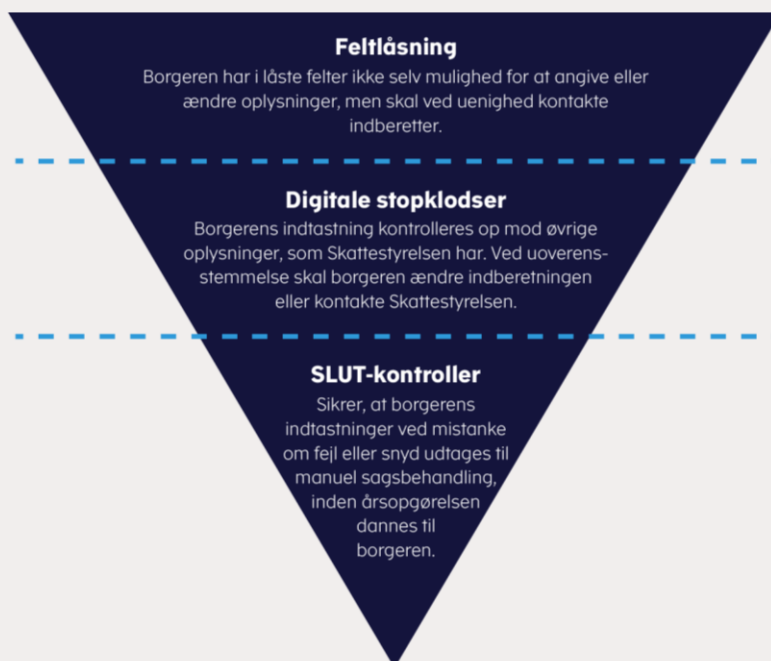 Feltlåsning
Borgeren har i låste felter ikke selv mulighed for at angive eller
ændre oplysninger, men skal ved uenighed kontakte
indberetter.
Digitale stopklodser
Borgerens indtastning kontrolleres op mod øvrige
oplysninger, som Skattestyrelsen har. Ved uoverens-
stemmelse skal borgeren ændre indberetningen
eller kontakte Skattestyrelsen.
SLUT-kontroller
Sikrer, at borgerens
indtastninger ved mistanke
om fejl eller snyd udtages til
manuel sagsbehandling,
inden årsopgørelsen
dannes til
borgeren.